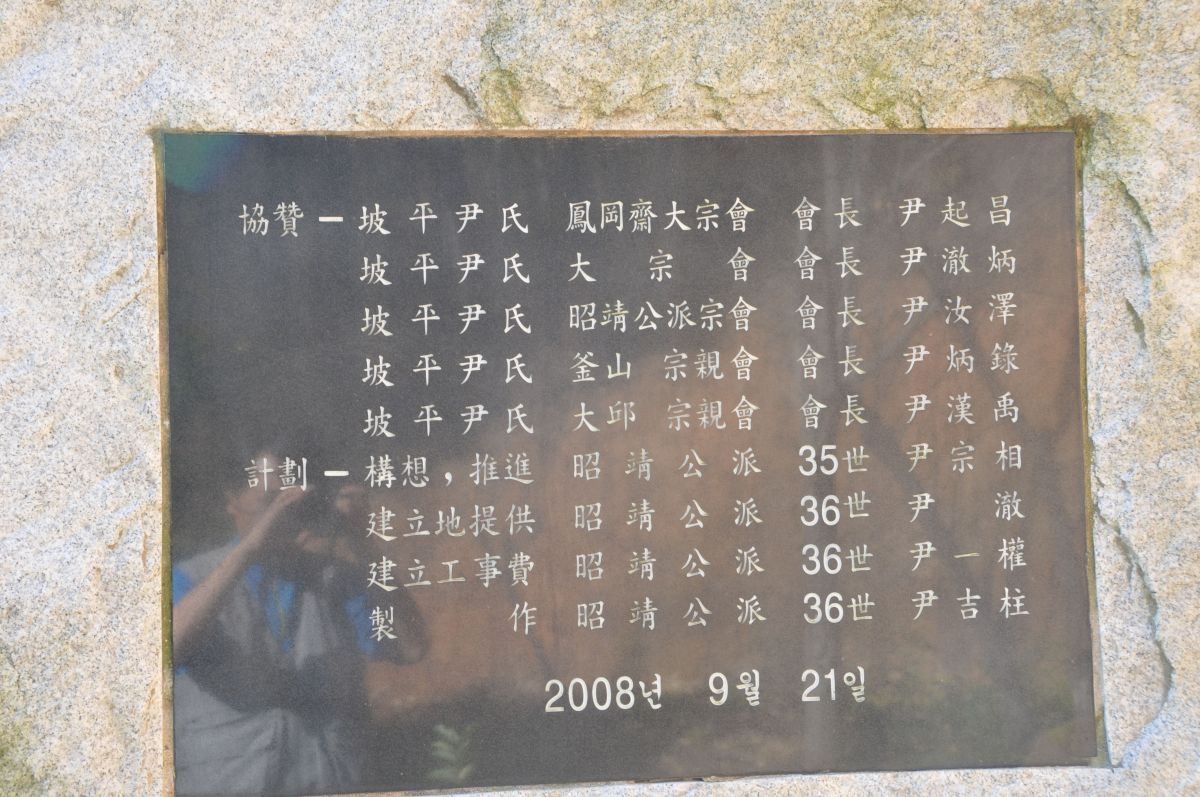 協贊 – 坡平尹氏 鳳岡齋大宗會 會長 尹起昌
坡平尹氏 大宗會 會長 尹澈炳
坡平尹氏 昭靖公派宗會 會長 尹汝澤
坡平尹氏 釜山 宗親會 會長 尹炳錄
坡平尹氏 大邱 宗親會 會長 尹漢禹
計劃 – 構想, 推進 昭靖公派 35世 尹宗相
建立地提供 昭靖公派 36世 尹 澈
建立工事費 昭靖公派 36世 尹一權
製作 昭靖公派 36世 尹吉柱
2008년 9월 21일